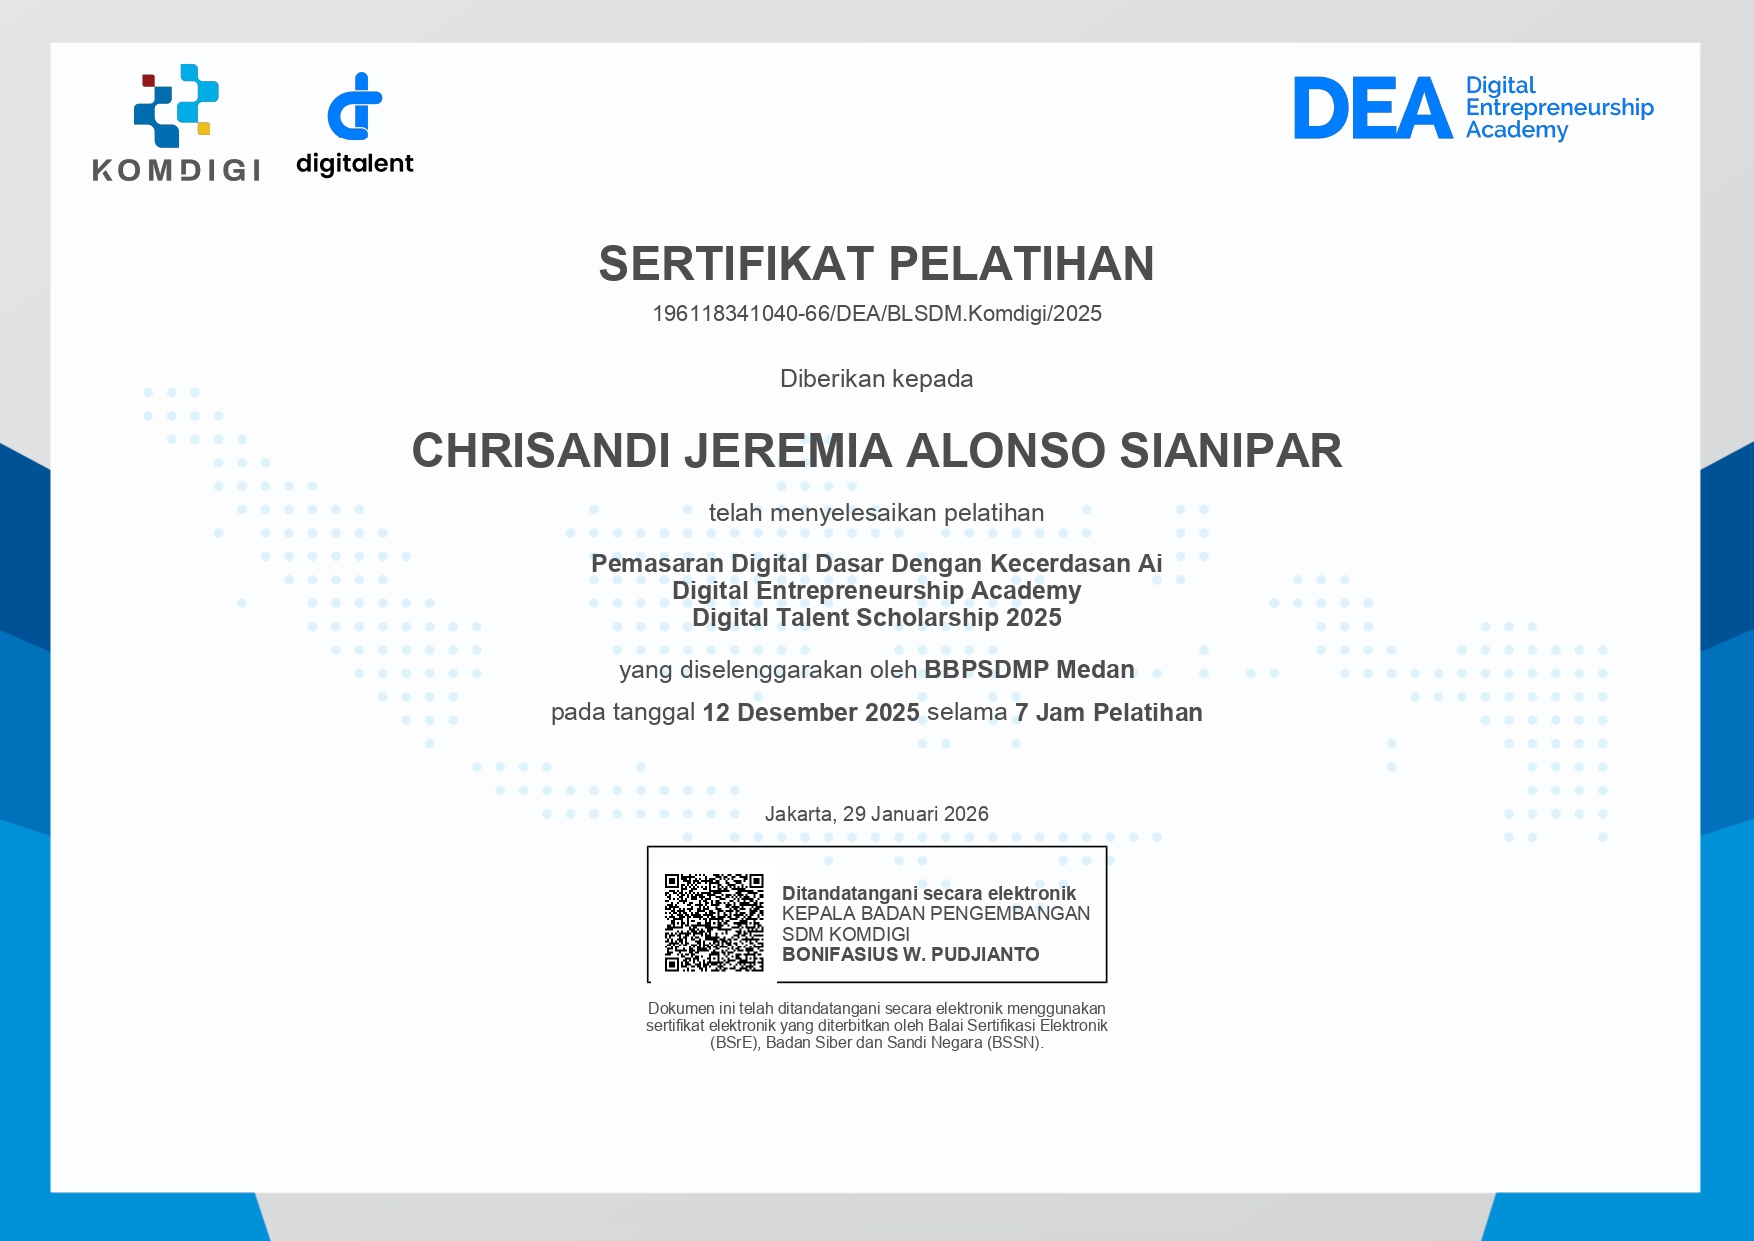 KOMDIGI
digitalent
DEA Digital
Entrepreneurship
Academy
SERTIFIKAT PELATIHAN
196118341040-66/DEA/BLSDM.Komdigi/2025
Diberikan kepada
CHRISANDI JEREMIA ALONSO SIANIPAR
telah menyelesaikan pelatihan
Pemasaran Digital Dasar Dengan Kecerdasan Ai
Digital Entrepreneurship Academy
Digital Talent Scholarship 2025
yang diselenggarakan oleh BBPSDMP Medan
pada tanggal 12 Desember 2025 selama 7 Jam Pelatihan
Jakarta, 29 Januari 2026
Ditandatangani secara elektronik
KEPALA BADAN PENGEMBANGAN
SDM KOMDIGI
BONIFASIUS W. PUDJIANTO
Dokumen ini telah ditandatangani secara elektronik menggunakan
sertifikat elektronik yang diterbitkan oleh Balai Sertifikasi Elektronik
(BSrE), Badan Siber dan Sandi Negara (BSSN).